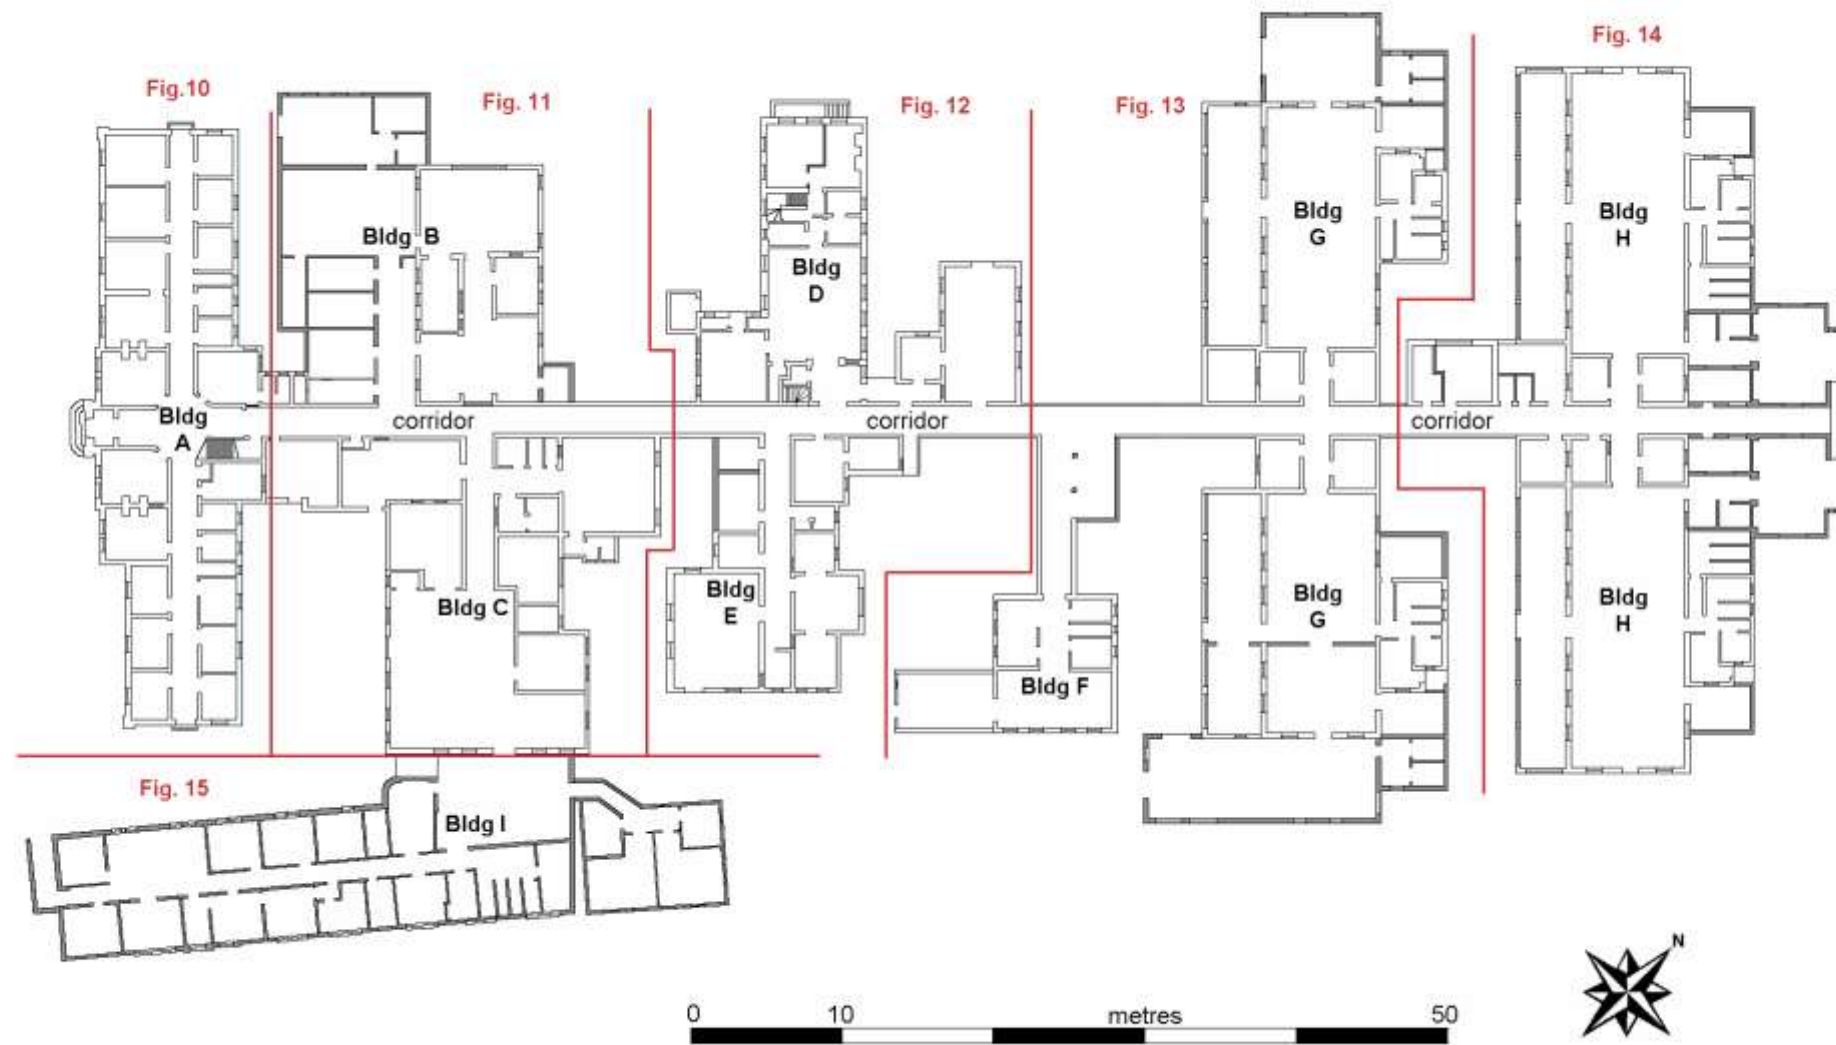 Fig.10
Fig. 11
Fig. 12
Fig. 13
Fig. 14
Bldg B
Bldg
D
Bldg
G
Bldg
H
Bldg
A
corridor
corridor
corridor
Bldg C
Bldg
E
Bldg F
Bldg
G
Bldg
H
Fig. 15
Bldg I
N
0
10
metres
50